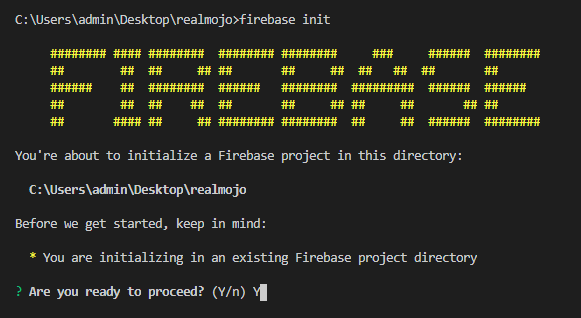 C:\Users\admin\Desktop\realmojo>firebase init
FIREBASE
You're about to initialize a Firebase project in this directory:
C:\Users\admin\Desktop\realmojo
Before we get started, keep in mind:
* You are initializing in an existing Firebase project directory
? Are you ready to proceed? (Y/n) Y